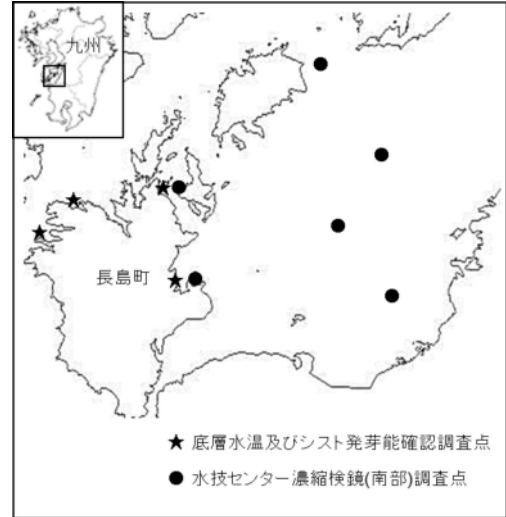 九州
長島町
★ 底層水温及びシスト発芽能確認調査点
● 水技センター濃縮検鏡(南部)調査点